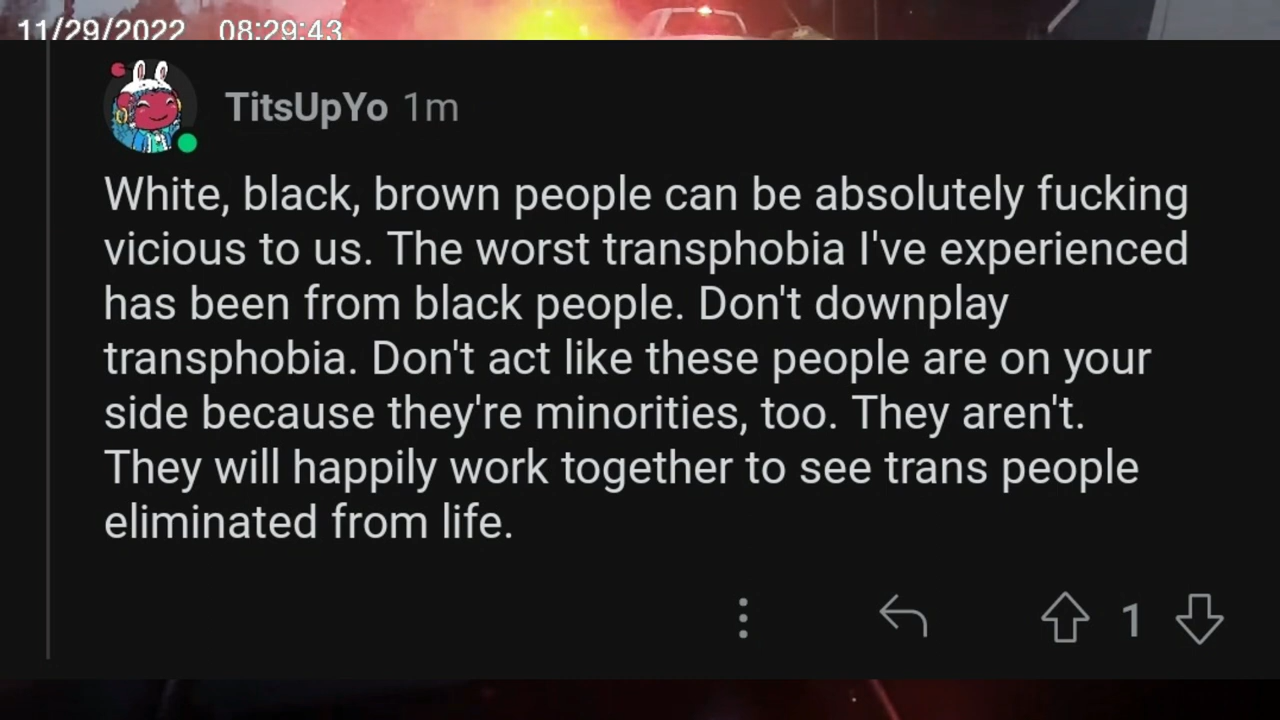 11/29/2022 08:29:43
TitsUpYo 1m
White, black, brown people can be absolutely fucking
vicious to us. The worst transphobia I've experienced
has been from black people. Don't downplay
transphobia. Don't act like these people are on your
side because they're minorities, too. They aren't.
They will happily work together to see trans people
eliminated from life.
1